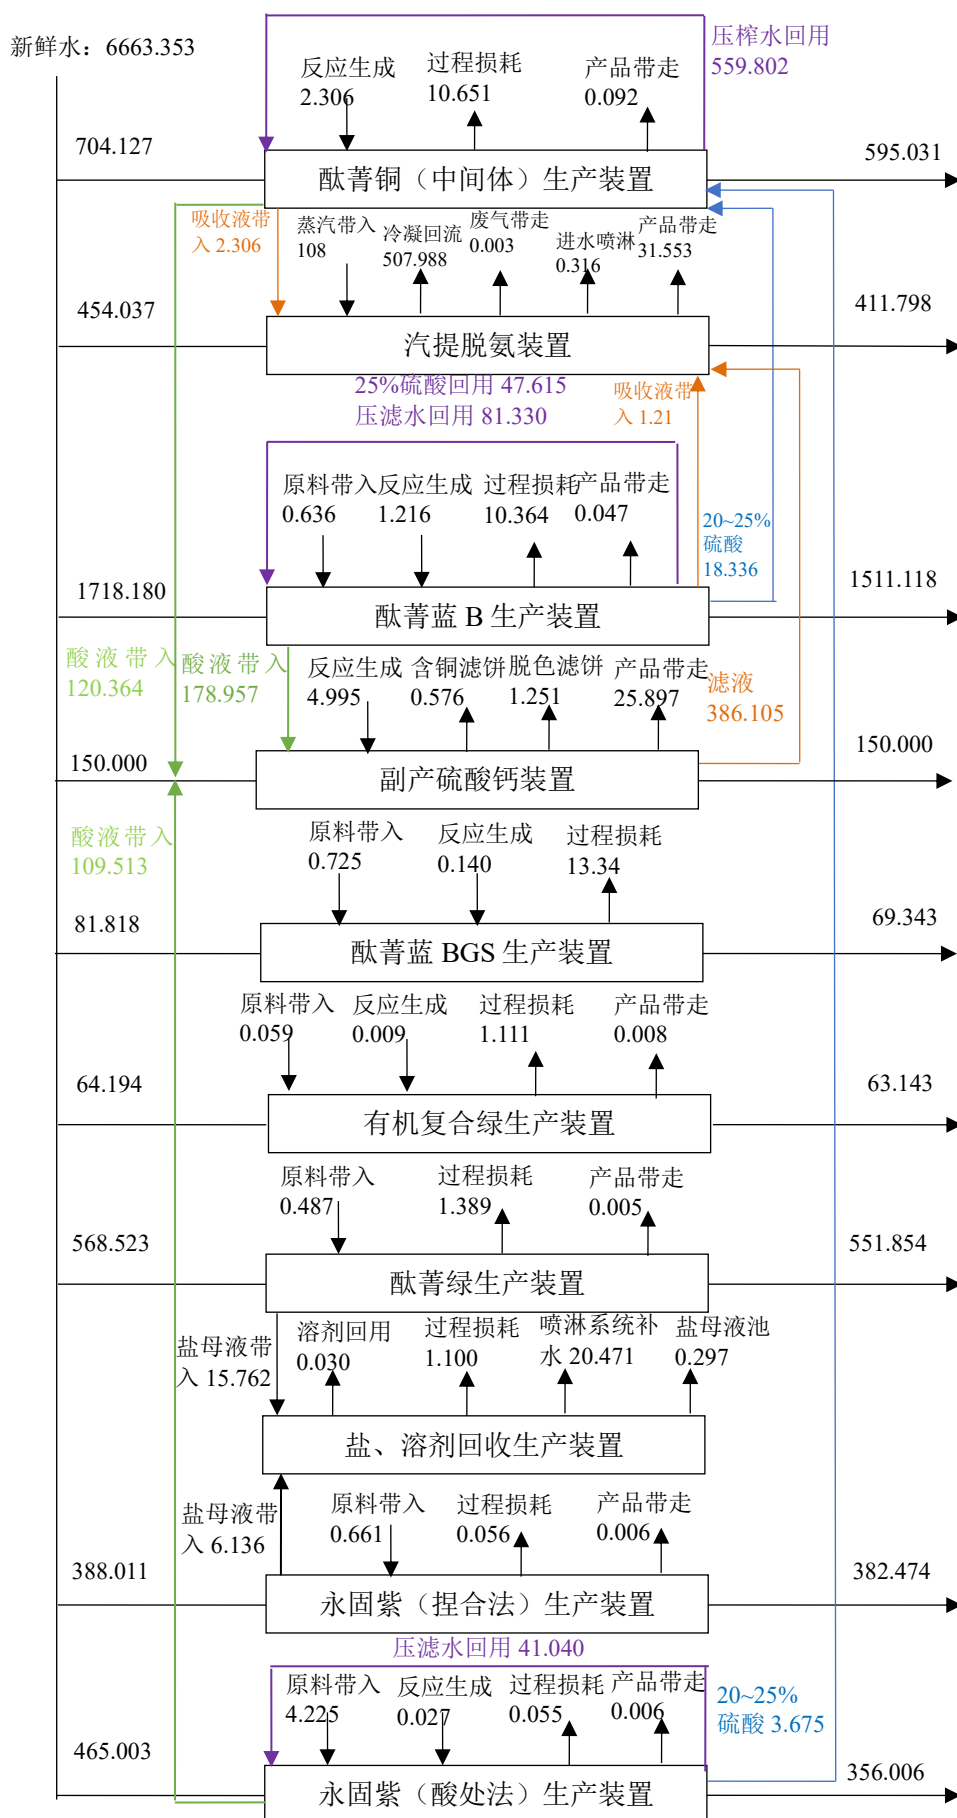 新鲜水：6663.353
压榨水回用
559.802
反应生成
2.306
过程损耗
10.651
产品带走
0.092
704.127
酞菁铜（中间体）生产装置
595.031
吸收液带
入 2.306
蒸汽带入
108
冷凝回流
507.988
废气带走
0.003
进水喷淋
0.316
产品带走
31.553
454.037
汽提脱氨装置
411.798
25%硫酸回用 47.615
压滤水回用 81.330
吸收液带
入 1.21
原料带入
0.636
反应生成
1.216
过程损耗
10.364
产品带走
0.047
20~25%
硫酸
18.336
1718.180
酞菁蓝 B 生产装置
1511.118
酸液带入
120.364
酸液带入
178.957
反应生成
4.995
含铜滤饼
0.576
脱色滤饼
1.251
产品带走
25.897
滤液
386.105
150.000
副产硫酸钙装置
150.000
酸液带入
109.513
原料带入
0.725
反应生成
0.140
过程损耗
13.34
81.818
酞菁蓝 BGS 生产装置
69.343
原料带入
0.059
反应生成
0.009
过程损耗
1.111
产品带走
0.008
64.194
有机复合绿生产装置
63.143
原料带入
0.487
过程损耗
1.389
产品带走
0.005
568.523
酞菁绿生产装置
551.854
盐母液带
入 15.762
溶剂回用
0.030
过程损耗
1.100
喷淋系统补
水 20.471
盐母液池
0.297
盐、溶剂回收生产装置
盐母液带
入 6.136
原料带入
0.661
过程损耗
0.056
产品带走
0.006
388.011
永固紫（捏合法）生产装置
382.474
压滤水回用 41.040
原料带入
4.225
反应生成
0.027
过程损耗
0.055
产品带走
0.006
20~25%
硫酸 3.675
465.003
永固紫（酸处法）生产装置
356.006